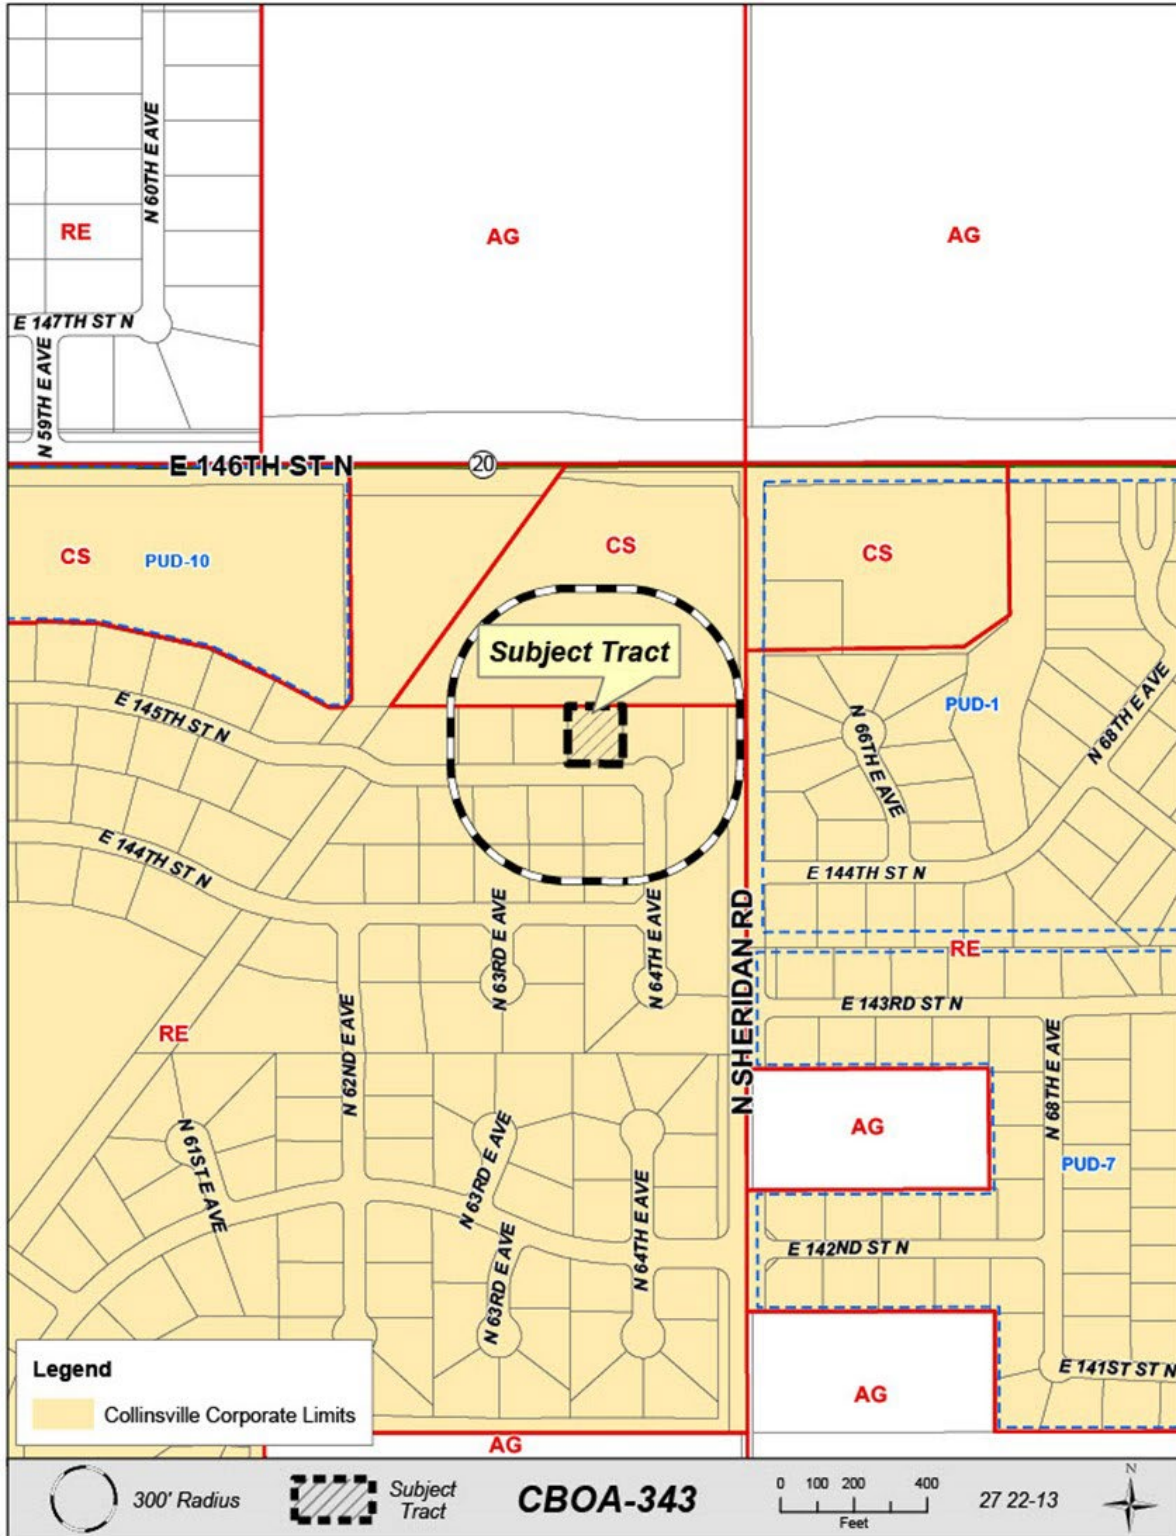 N 60TH E AVE
RE
AG
AG
E 147TH ST N
N 59TH E AVE
E 146TH ST N
20
CS
PUD-10
CS
CS
Subject Tract
E 145TH ST N
PUD-1
N 66TH E AVE
N 68TH E AVE
E 144TH ST N
E 144TH ST N
N 63RD E AVE
N 64TH E AVE
N SHERIDAN RD
RE
E 143RD ST N
RE
N 62ND E AVE
N 68TH E AVE
AG
N 61ST E AVE
N 63RD E AVE
N 64TH E AVE
PUD-7
E 142ND ST N
N 63RD E AVE
E 141ST ST N
AG
Legend
Collinsville Corporate Limits
AG
300' Radius
Subject
Tract
CBOA-343
0 100 200 400
Feet
27 22-13
N